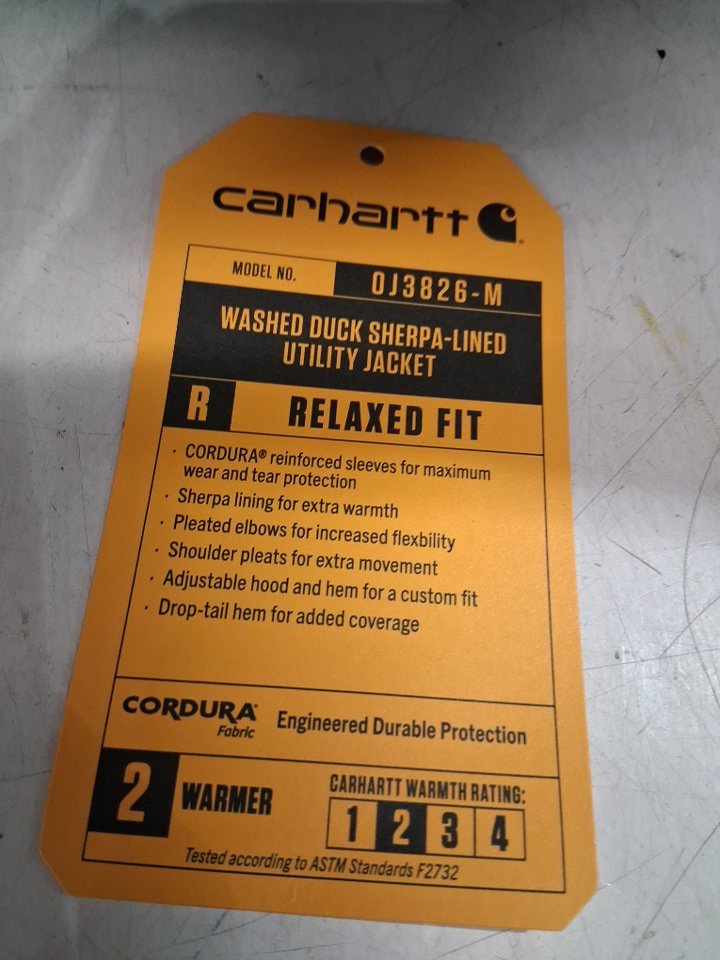 carhartt
MODEL NO. OJ3826-M
WASHED DUCK SHERPA-LINED
UTILITY JACKET
R RELAXED FIT
· CORDURA® reinforced sleeves for maximum
wear and tear protection
· Sherpa lining for extra warmth
· Pleated elbows for increased flexbility
· Shoulder pleats for extra movement
· Adjustable hood and hem for a custom fit
· Drop-tail hem for added coverage
CORDURA® Engineered Durable Protection
Fabric
CARHARTT WARMTH RATING:
2 WARMER 1 2 3 4
Tested according to ASTM Standards F2732